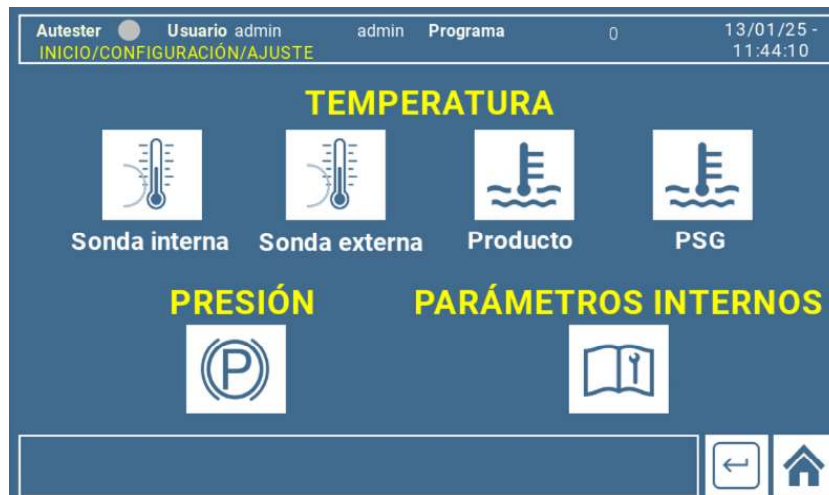 Autester Usuario admin admin Programa 0 13/01/25 -
INICIO/CONFIGURACIÓN/AJUSTE 11:44:10
TEMPERATURA
Sonda interna Sonda externa Producto PSG
PRESIÓN PARÁMETROS INTERNOS
P